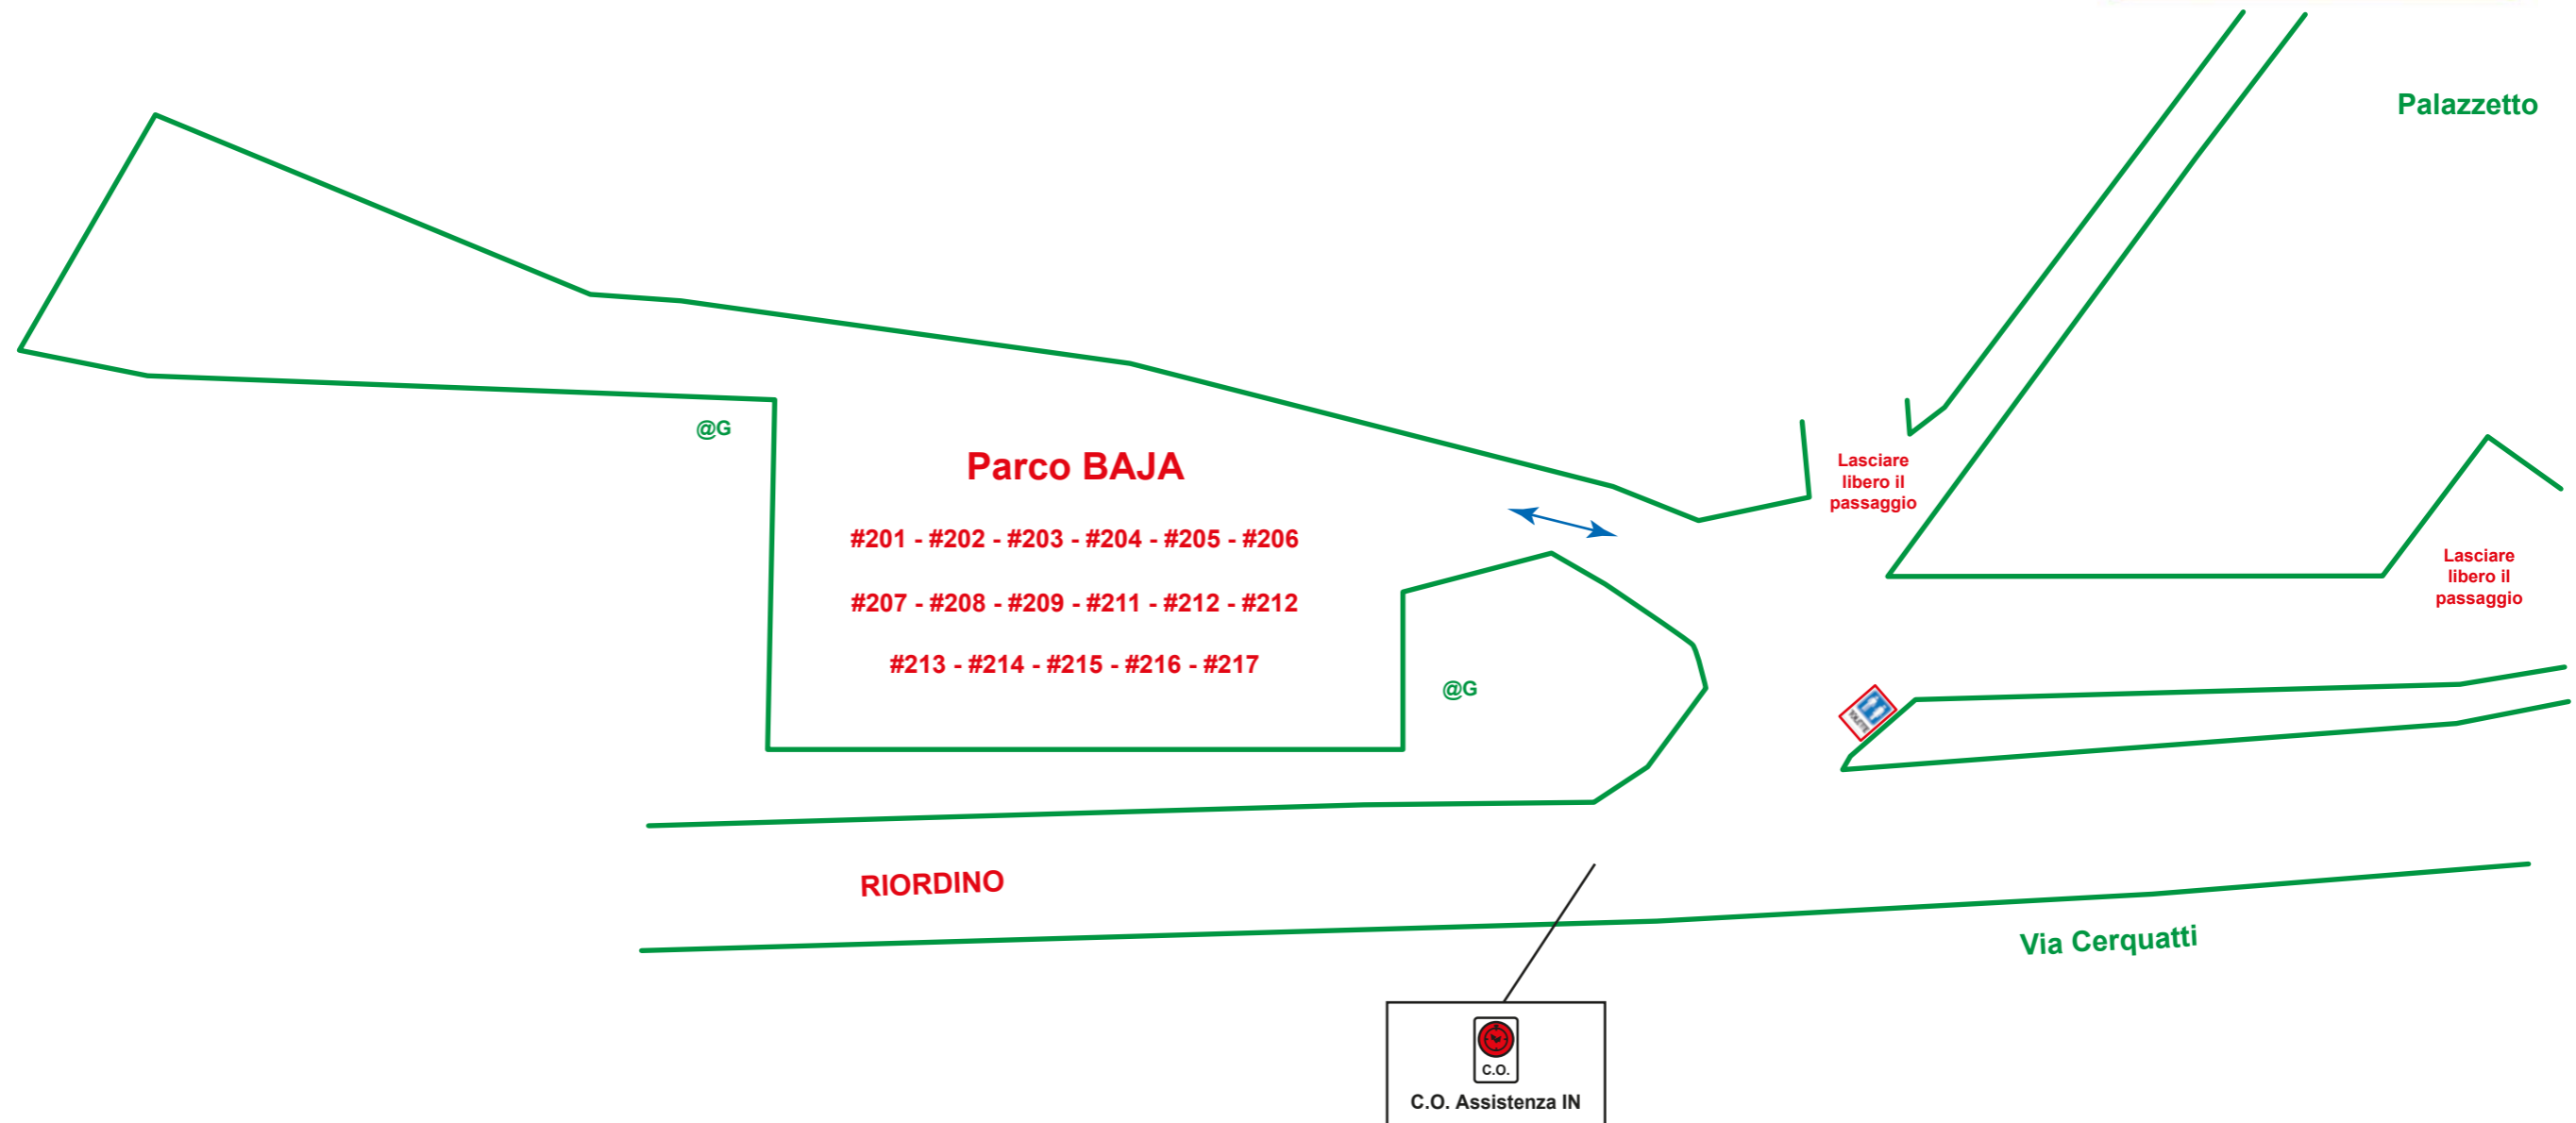 Palazzetto
@G
Parco BAJA
Lasciare
libero il
passaggio
#201 - #202 - #203 - #204 - #205 - #206
Lasciare
libero il
passaggio
#207 - #208 - #209 - #211 - #212 - #212
#213 - #214 - #215 - #216 - #217
@G
RIORDINO
Via Cerquatti
C.O.
C.O. Assistenza IN